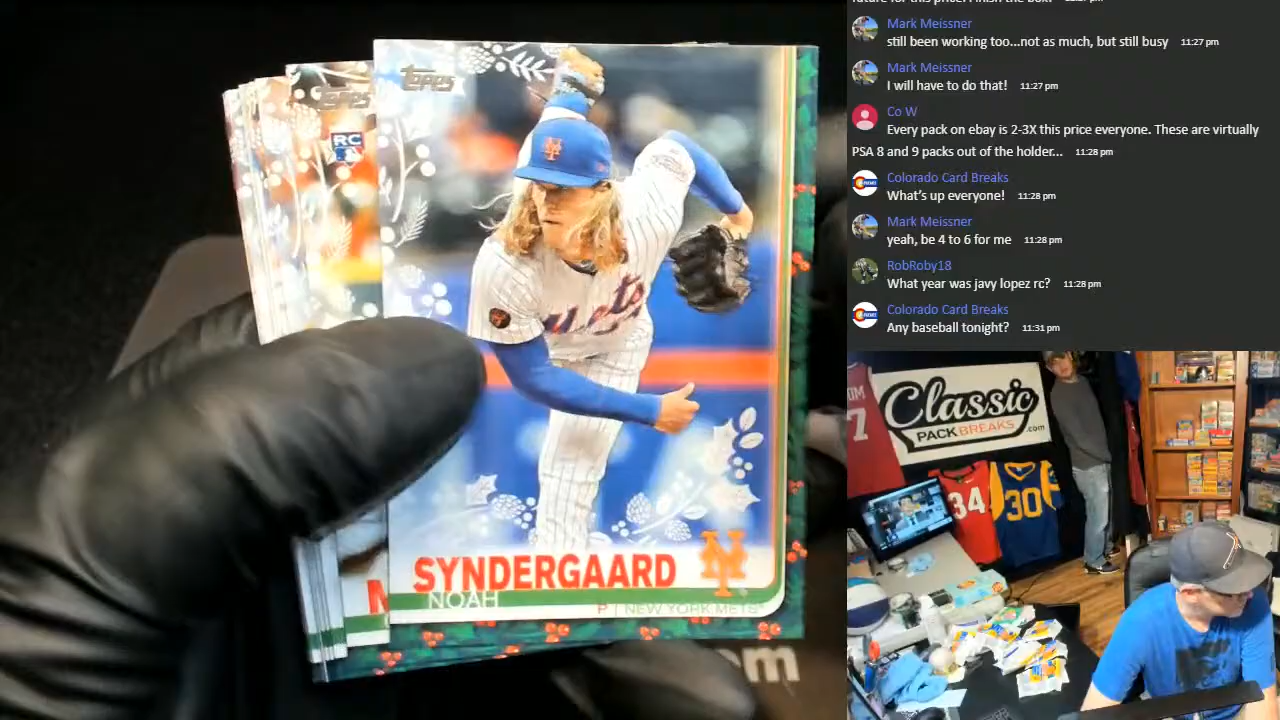 TOPPS
TOPPS
RC
Mets
SYNDERGAARD
NOAH
P | NEW YORK METS
M
om
Mark Meissner
still been working too...not as much, but still busy 11:27 pm
Mark Meissner
I will have to do that! 11:27 pm
Co W
Every pack on ebay is 2-3X this price everyone. These are virtually
PSA 8 and 9 packs out of the holder... 11:28 pm
Colorado Card Breaks
What's up everyone! 11:28 pm
Mark Meissner
yeah, be 4 to 6 for me 11:28 pm
RobRoby18
What year was javy lopez rc? 11:28 pm
Colorado Card Breaks
Any baseball tonight? 11:31 pm
Classic
PACKBREAKS.com
OM
7
34
30